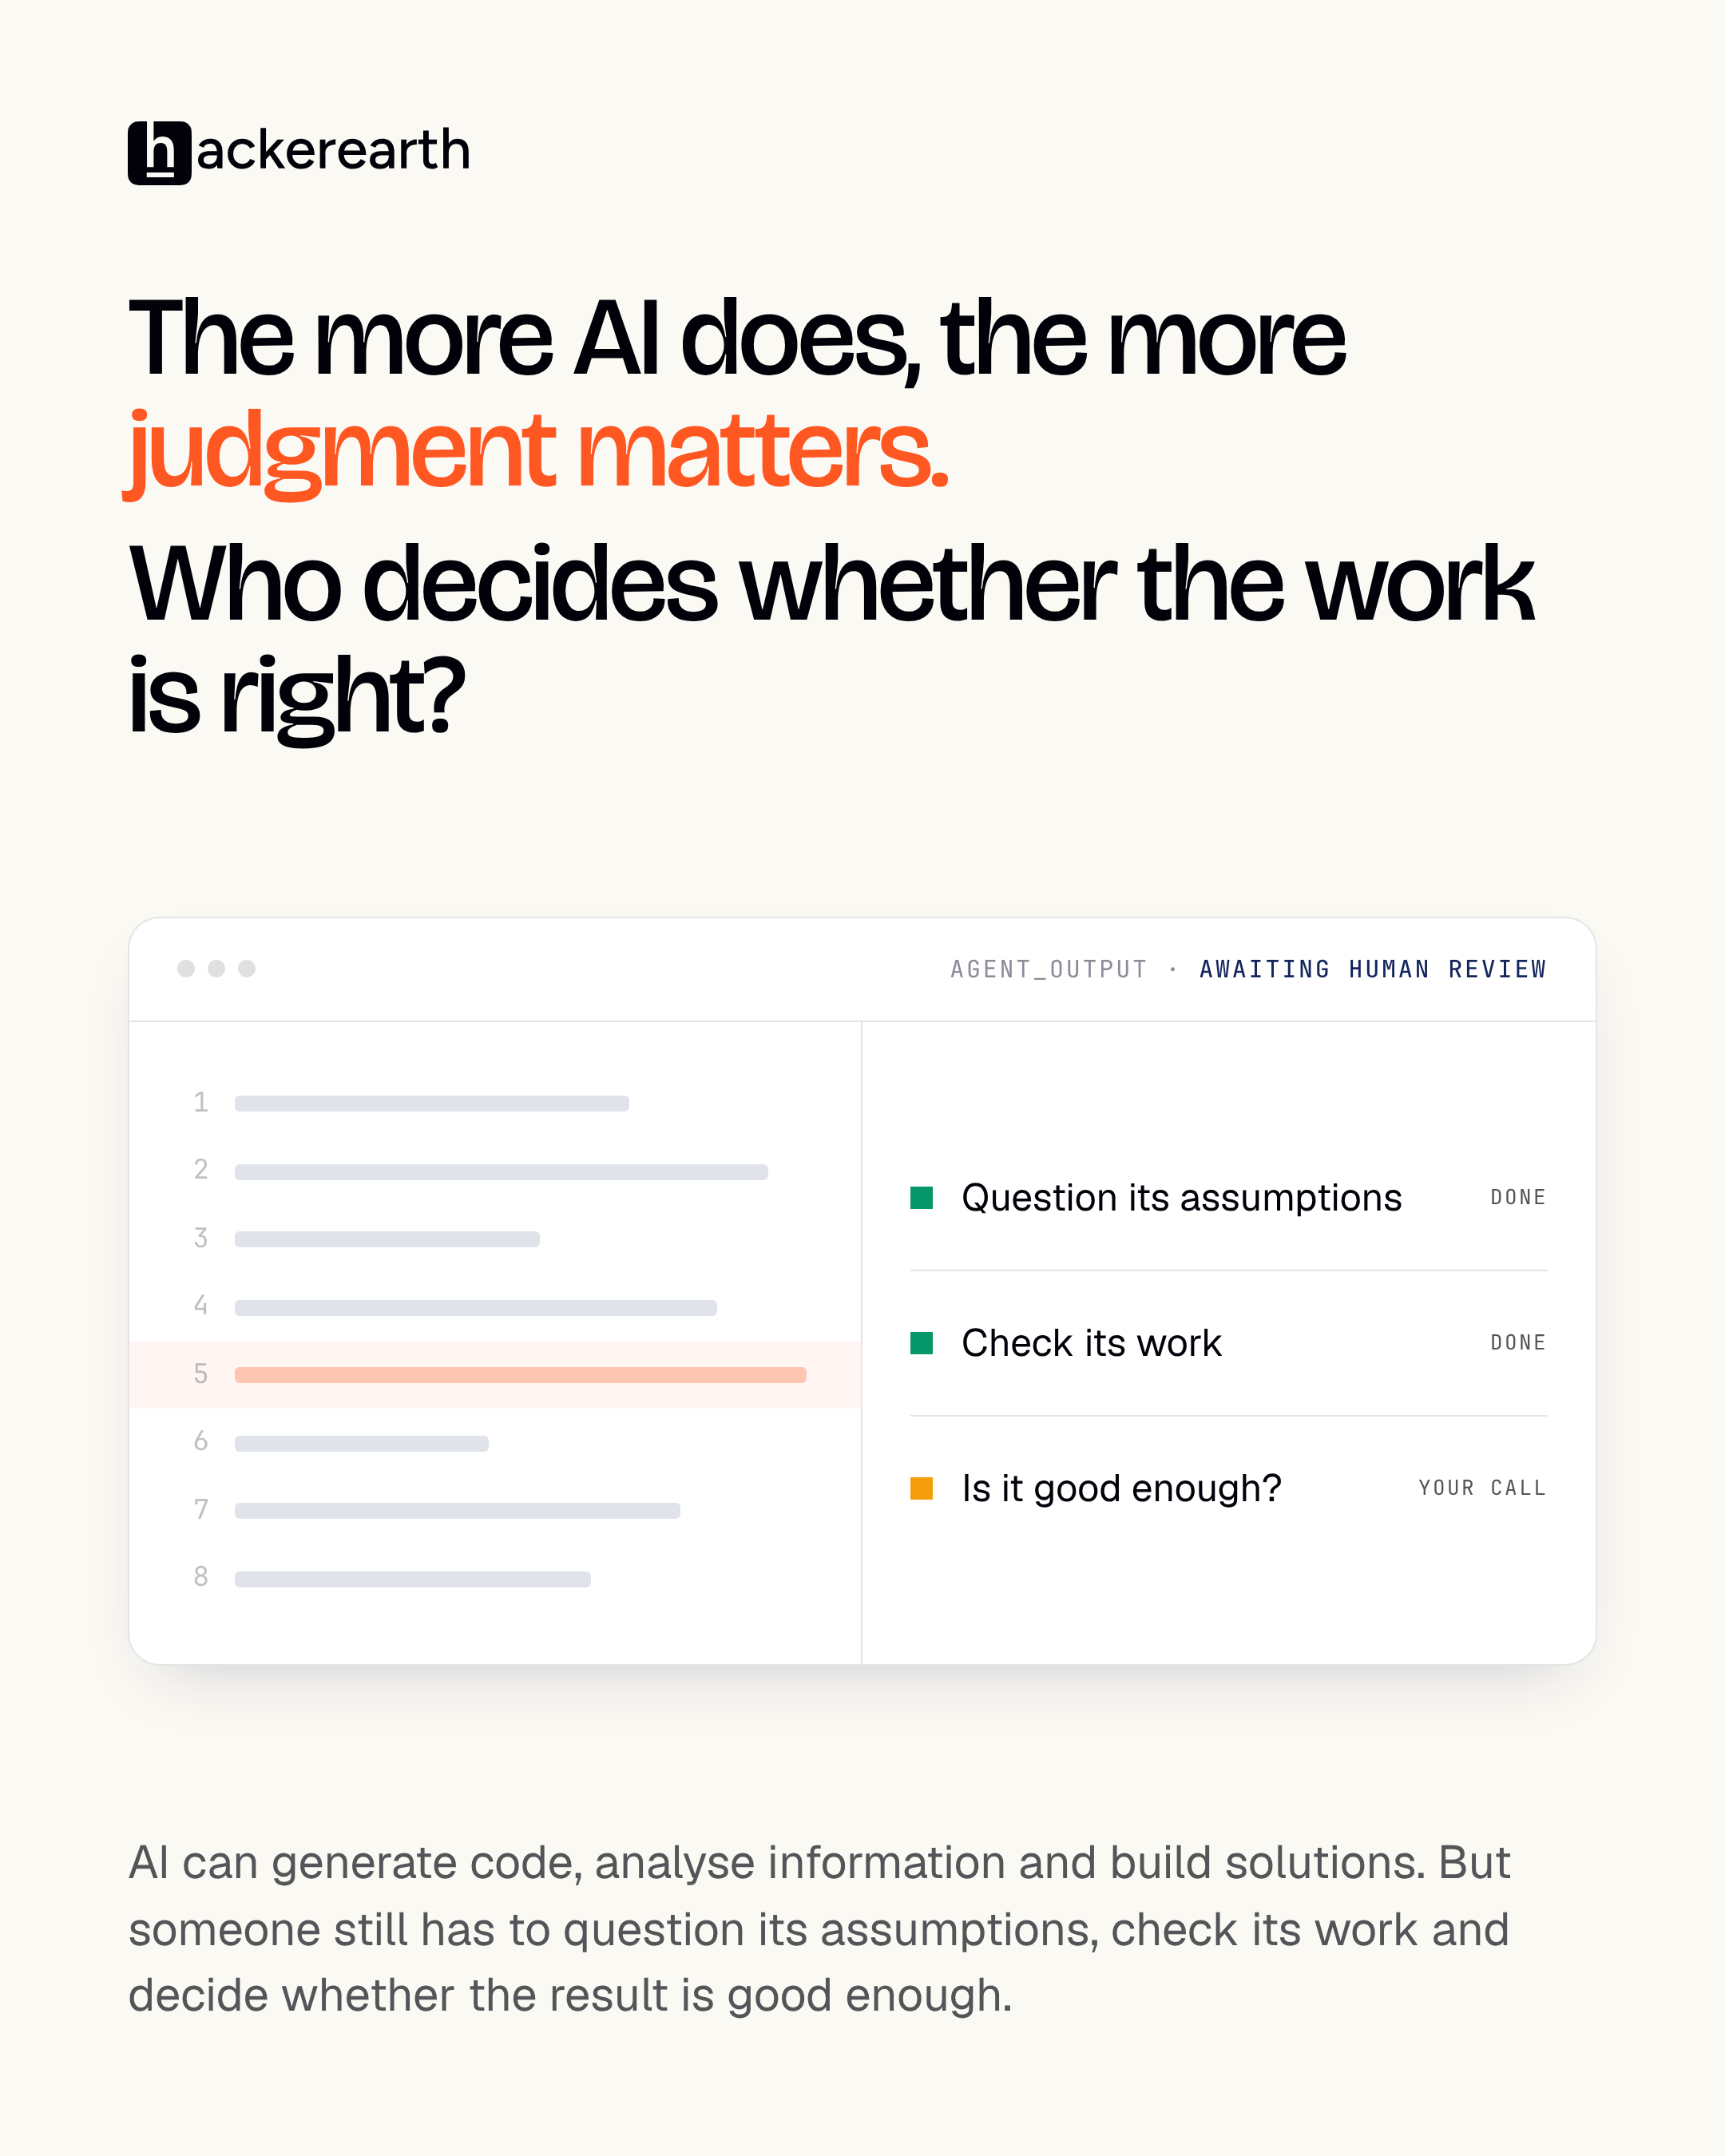 hackerearth
The more AI does, the more
judgment matters.
Who decides whether the work
is right?
AGENT_OUTPUT · AWAITING HUMAN REVIEW
1
2
3
4
5
6
7
8
Question its assumptions DONE
Check its work DONE
Is it good enough? YOUR CALL
AI can generate code, analyse information and build solutions. But
someone still has to question its assumptions, check its work and
decide whether the result is good enough.